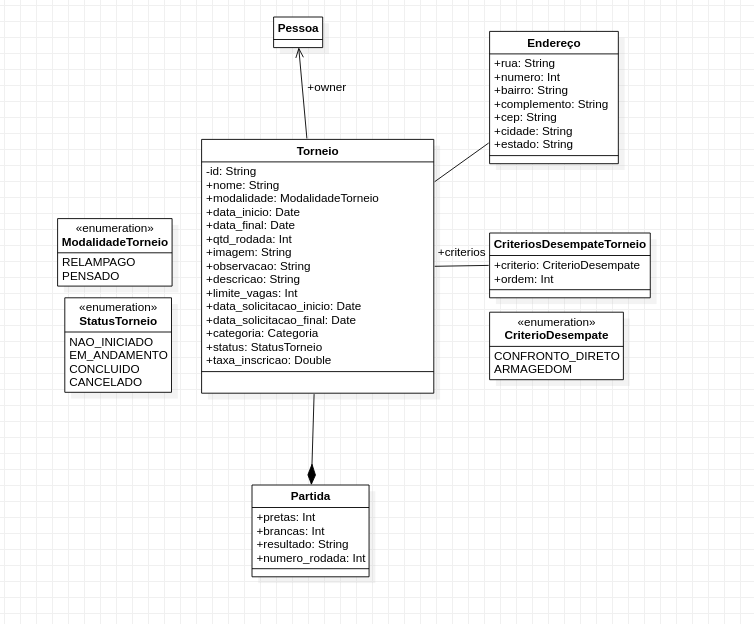 Pessoa
+owner
Endereço
+rua: String
+numero: Int
+bairro: String
+complemento: String
+cep: String
+cidade: String
+estado: String
Torneio
-id: String
+nome: String
+modalidade: ModalidadeTorneio
+data_inicio: Date
+data_final: Date
+qtd_rodada: Int
+imagem: String
+observacao: String
+descricao: String
+limite_vagas: Int
+data_solicitacao_inicio: Date
+data_solicitacao_final: Date
+categoria: Categoria
+status: StatusTorneio
+taxa_inscricao: Double
«enumeration»
ModalidadeTorneio
RELAMPAGO
PENSADO
«enumeration»
StatusTorneio
NAO_INICIADO
EM_ANDAMENTO
CONCLUIDO
CANCELADO
+criterios
CriteriosDesempateTorneio
+criterio: CriterioDesempate
+ordem: Int
«enumeration»
CriterioDesempate
CONFRONTO_DIRETO
ARMAGEDOM
Partida
+pretas: Int
+brancas: Int
+resultado: String
+numero_rodada: Int